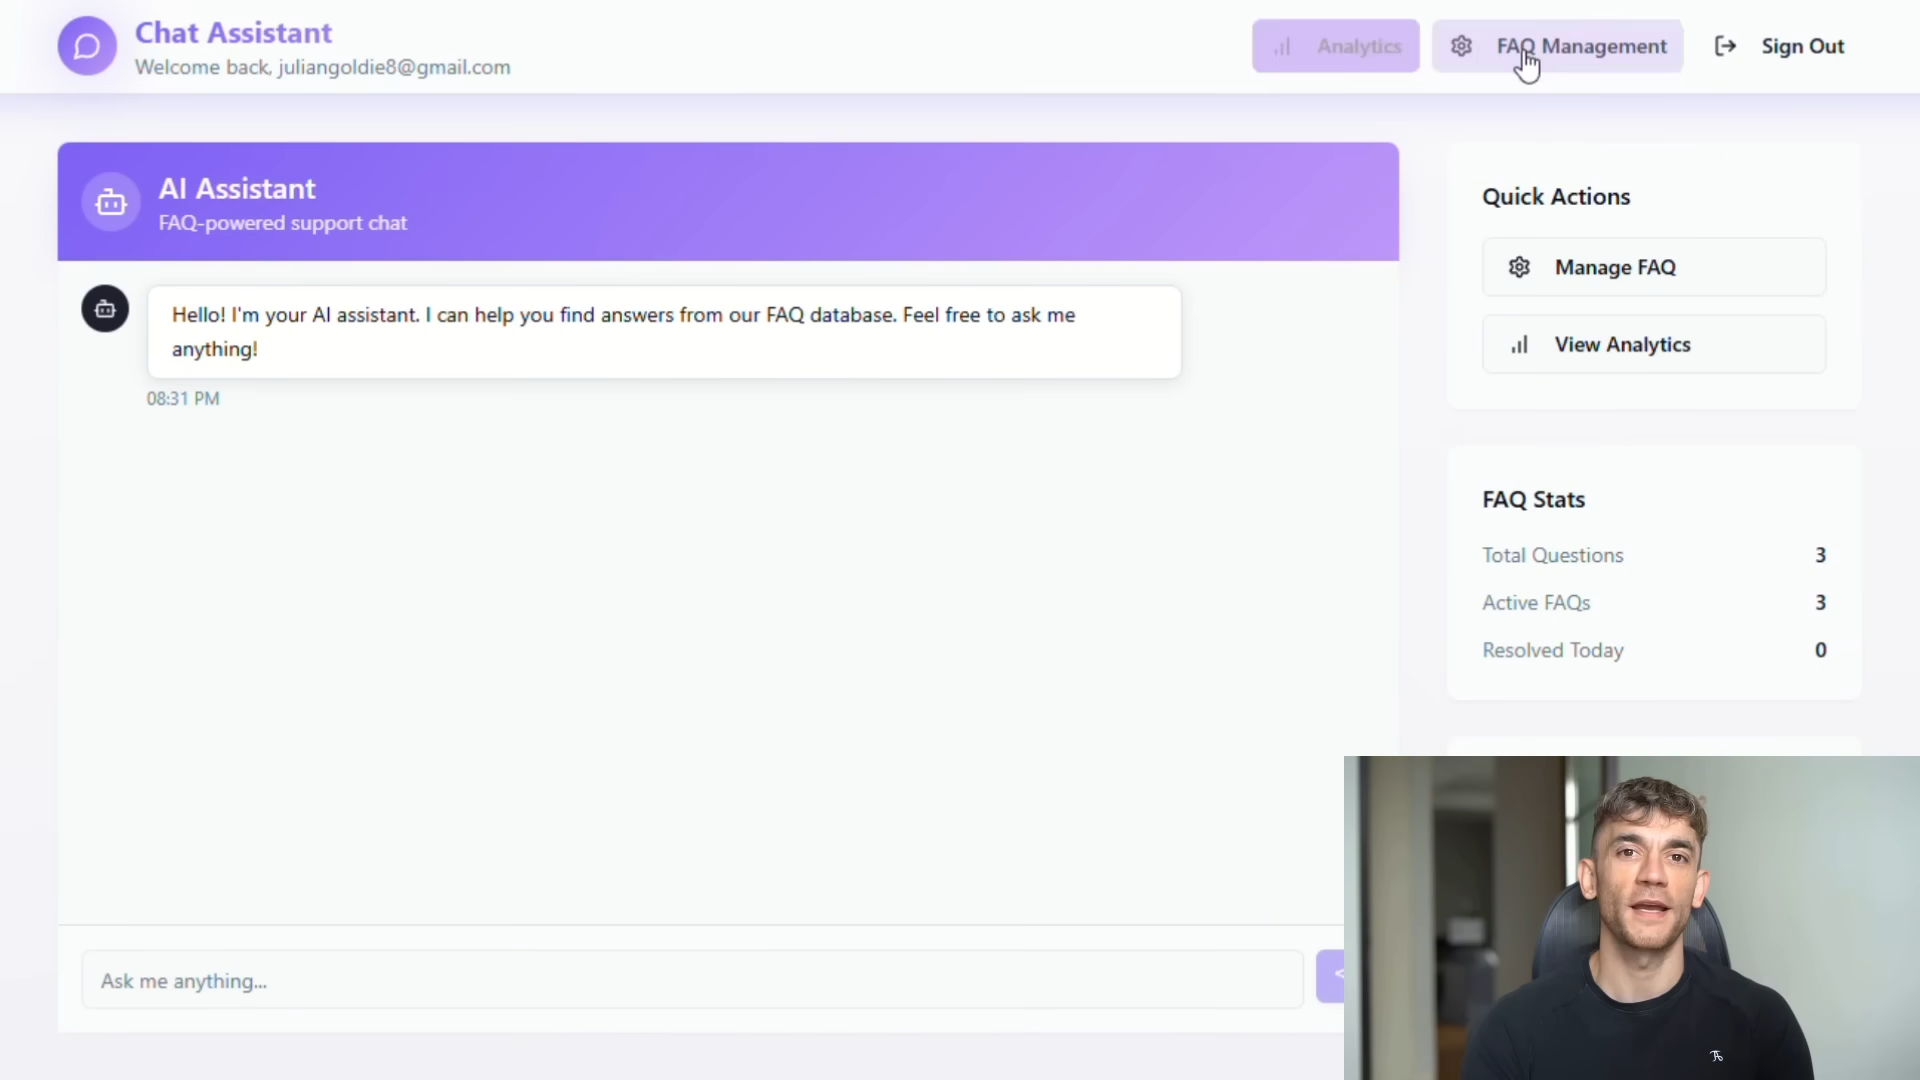 Chat Assistant
Welcome back, juliangoldie8@gmail.com
Analytics
FAQ Management
Sign Out
AI Assistant
FAQ-powered support chat
Hello! I'm your AI assistant. I can help you find answers from our FAQ database. Feel free to ask me
anything!
08:31 PM
Ask me anything...
Quick Actions
Manage FAQ
View Analytics
FAQ Stats
Total Questions 3
Active FAQs 3
Resolved Today 0